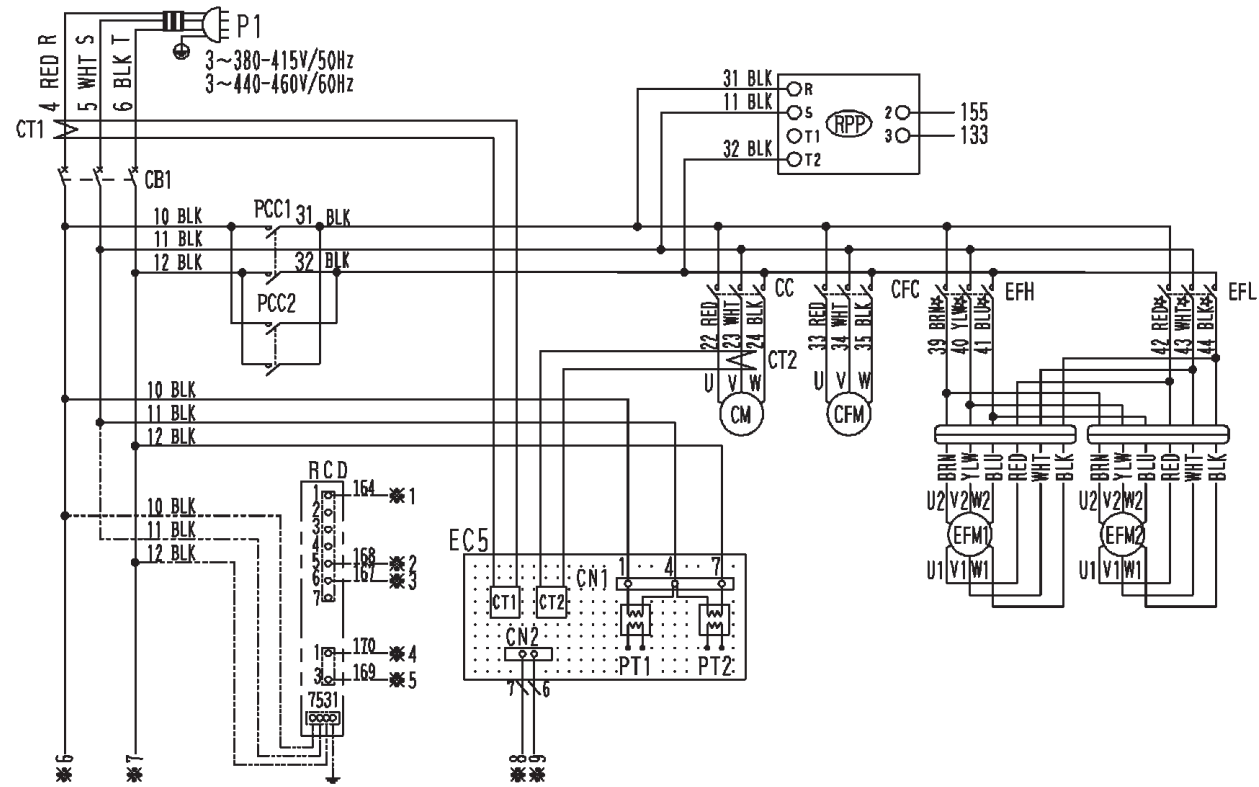 P1
3~380-415V/50Hz
3~440-460V/60Hz
4 RED R
5 WHT S
6 BLK T
CT1
CB1
31 BLK
11 BLK
32 BLK
R
S
T1
T2
RPP
2
3
155
133
10 BLK
PCC1
31 BLK
11 BLK
12 BLK
32 BLK
PCC2
CC
CFC
EFH
EFL
22 RED
23 WHT
24 BLK
33 RED
34 WHT
35 BLK
39 BRN☆
40 YLW☆
41 BLU☆
42 RED☆
43 WHT☆
44 BLK☆
CT2
U V W
CM
U V W
CFM
10 BLK
11 BLK
12 BLK
BRN YLW BLU RED WHT BLK
BRN YLW BLU RED WHT BLK
U2 V2 W2
EFM1
U1 V1 W1
U2 V2 W2
EFM2
U1 V1 W1
RCD
1 164 ※1
2
3
4
5 168 ※2
6 167 ※3
7
1 170 ※4
3 169 ※5
7531
10 BLK
11 BLK
12 BLK
EC5
CN1
1 4 7
CT1
CT2
CN2
PT1
PT2
7 6
※6
※7
※8
※9